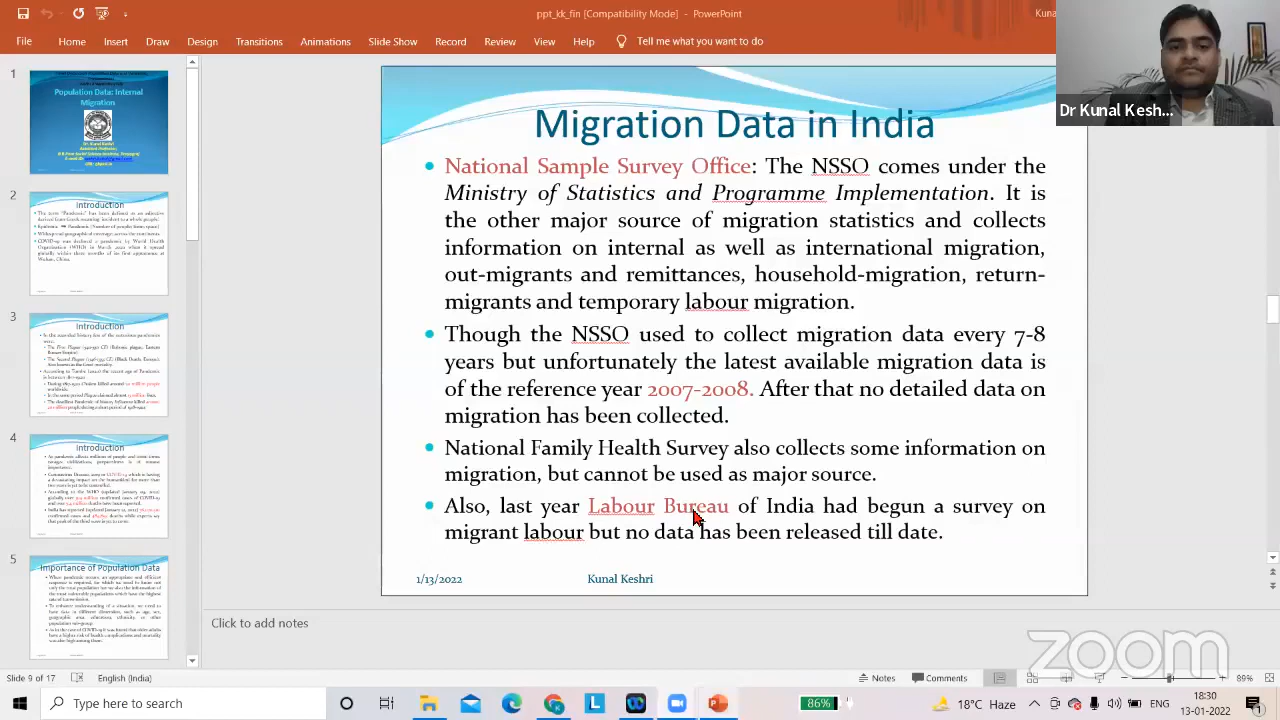 ppt_kk_fin [Compatibility Mode] - PowerPoint
Kuna
File Home Insert Draw Design Transitions Animations Slide Show Record Review View Help Tell me what you want to do
Dr Kunal Kesh...
1
Population Data: Internal
Migration
Introduction
Introduction
Introduction
Importance of Population Data
Migration Data in India
National Sample Survey Office: The NSSO comes under the
Ministry of Statistics and Programme Implementation. It is
the other major source of migration statistics and collects
information on internal as well as international migration,
out-migrants and remittances, household-migration, return-
migrants and temporary labour migration.
Though the NSSO used to collect migration data every 7-8
years, unfortunately the last available migration data is
of the reference year 2007-2008. After that no detailed data on
migration has been collected.
National Family Health Survey also collects some information on
migration, but cannot be used as major source.
Also, last year Labour Bureau of India had begun a survey on
migrant labour but no data has been released till date.
1/13/2022 Kunal Keshri
Click to add notes
zoom
Slide 9 of 17 English (India) Notes Comments 89%
Type here to search
86%
18°C Haze
18:30
13-01-2022